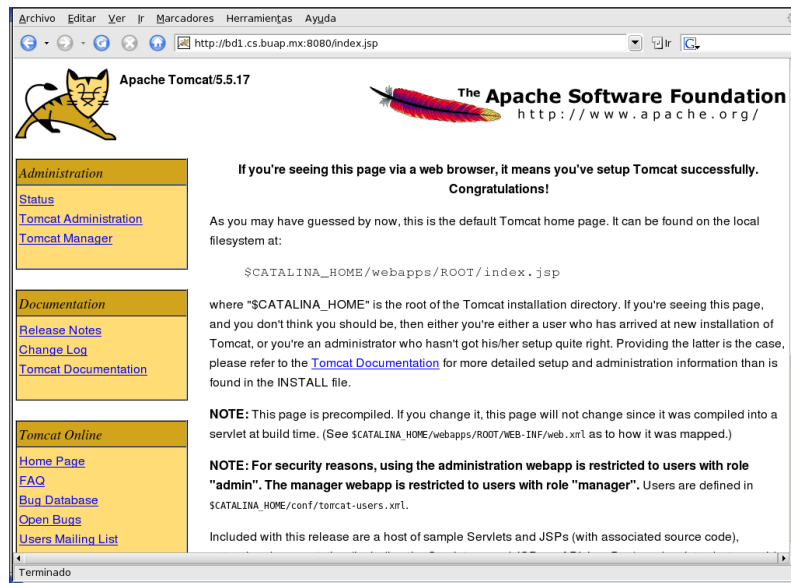 Archivo Editar Ver Ir Marcadores Herramientas Ayuda
http://bd1.cs.buap.mx:8080/index.jsp Ir
Apache Tomcat/5.5.17
The Apache Software Foundation
http://www.apache.org/
Administration
Status
Tomcat Administration
Tomcat Manager
Documentation
Release Notes
Change Log
Tomcat Documentation
Tomcat Online
Home Page
FAQ
Bug Database
Open Bugs
Users Mailing List
If you're seeing this page via a web browser, it means you've setup Tomcat successfully.
Congratulations!
As you may have guessed by now, this is the default Tomcat home page. It can be found on the local
filesystem at:
$CATALINA_HOME/webapps/ROOT/index.jsp
where "$CATALINA_HOME" is the root of the Tomcat installation directory. If you're seeing this page,
and you don't think you should be, then either you're either a user who has arrived at new installation of
Tomcat, or you're an administrator who hasn't got his/her setup quite right. Providing the latter is the case,
please refer to the Tomcat Documentation for more detailed setup and administration information than is
found in the INSTALL file.
NOTE: This page is precompiled. If you change it, this page will not change since it was compiled into a
servlet at build time. (See $CATALINA_HOME/webapps/ROOT/WEB-INF/web.xml as to how it was mapped.)
NOTE: For security reasons, using the administration webapp is restricted to users with role
"admin". The manager webapp is restricted to users with role "manager". Users are defined in
$CATALINA_HOME/conf/tomcat-users.xml.
Included with this release are a host of sample Servlets and JSPs (with associated source code),
Terminado